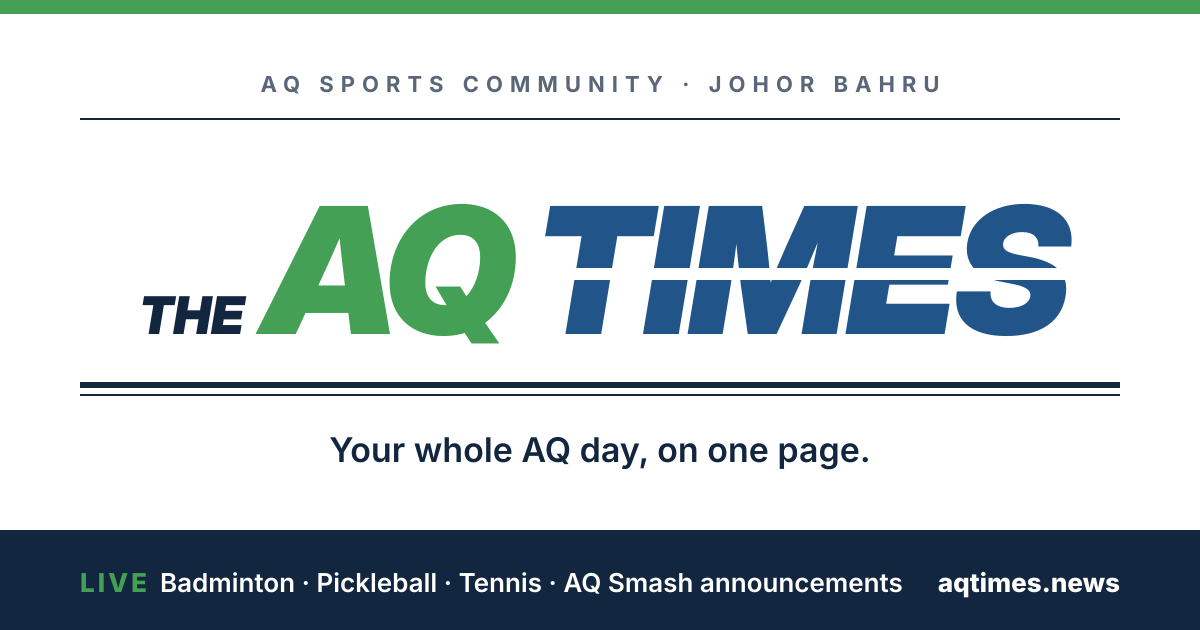 AQ SPORTS COMMUNITY · JOHOR BAHRU
THE AQ TIMES
Your whole AQ day, on one page.
LIVE Badminton · Pickleball · Tennis · AQ Smash announcements aqtimes.news